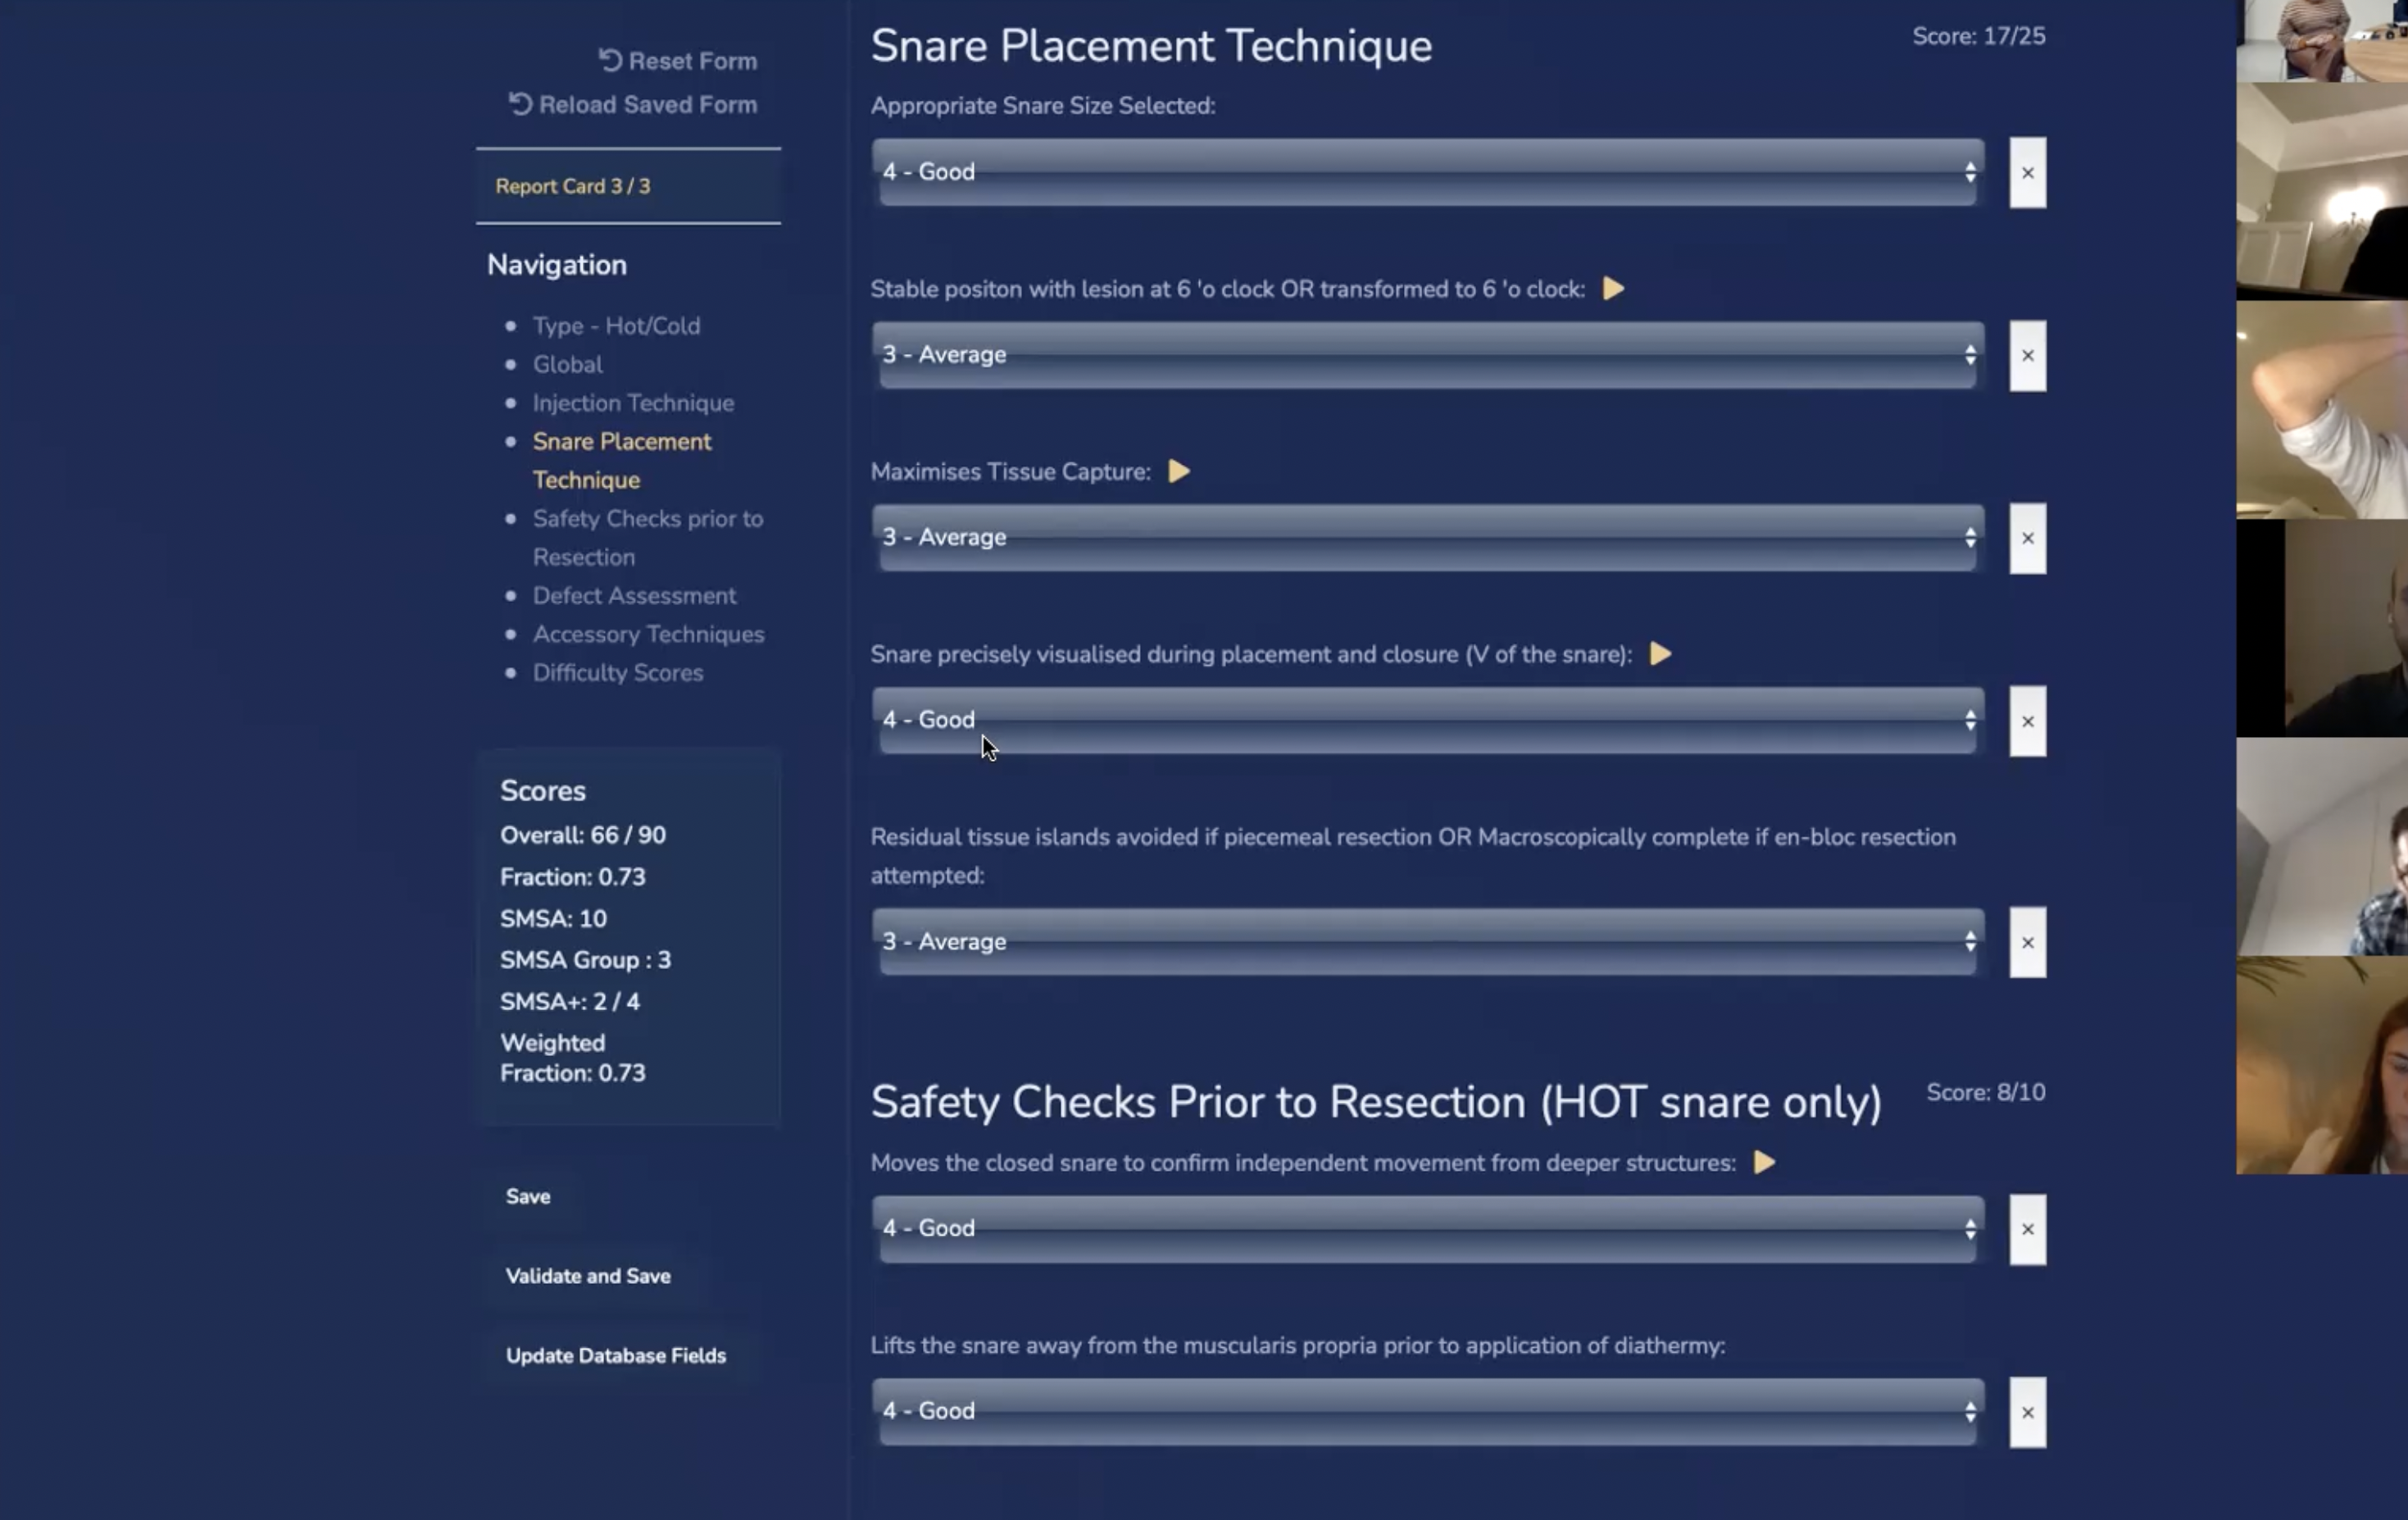 Reset Form
Reload Saved Form
Report Card 3 / 3
Navigation
Type - Hot/Cold
Global
Injection Technique
Snare Placement
Technique
Safety Checks prior to
Resection
Defect Assessment
Accessory Techniques
Difficulty Scores
Scores
Overall: 66 / 90
Fraction: 0.73
SMSA: 10
SMSA Group : 3
SMSA+: 2 / 4
Weighted
Fraction: 0.73
Save
Validate and Save
Update Database Fields
Snare Placement Technique
Score: 17/25
Appropriate Snare Size Selected:
4 - Good
×
Stable positon with lesion at 6 'o clock OR transformed to 6 'o clock:
3 - Average
×
Maximises Tissue Capture:
3 - Average
×
Snare precisely visualised during placement and closure (V of the snare):
4 - Good
×
Residual tissue islands avoided if piecemeal resection OR Macroscopically complete if en-bloc resection
attempted:
3 - Average
×
Safety Checks Prior to Resection (HOT snare only)
Score: 8/10
Moves the closed snare to confirm independent movement from deeper structures:
4 - Good
×
Lifts the snare away from the muscularis propria prior to application of diathermy:
4 - Good
×